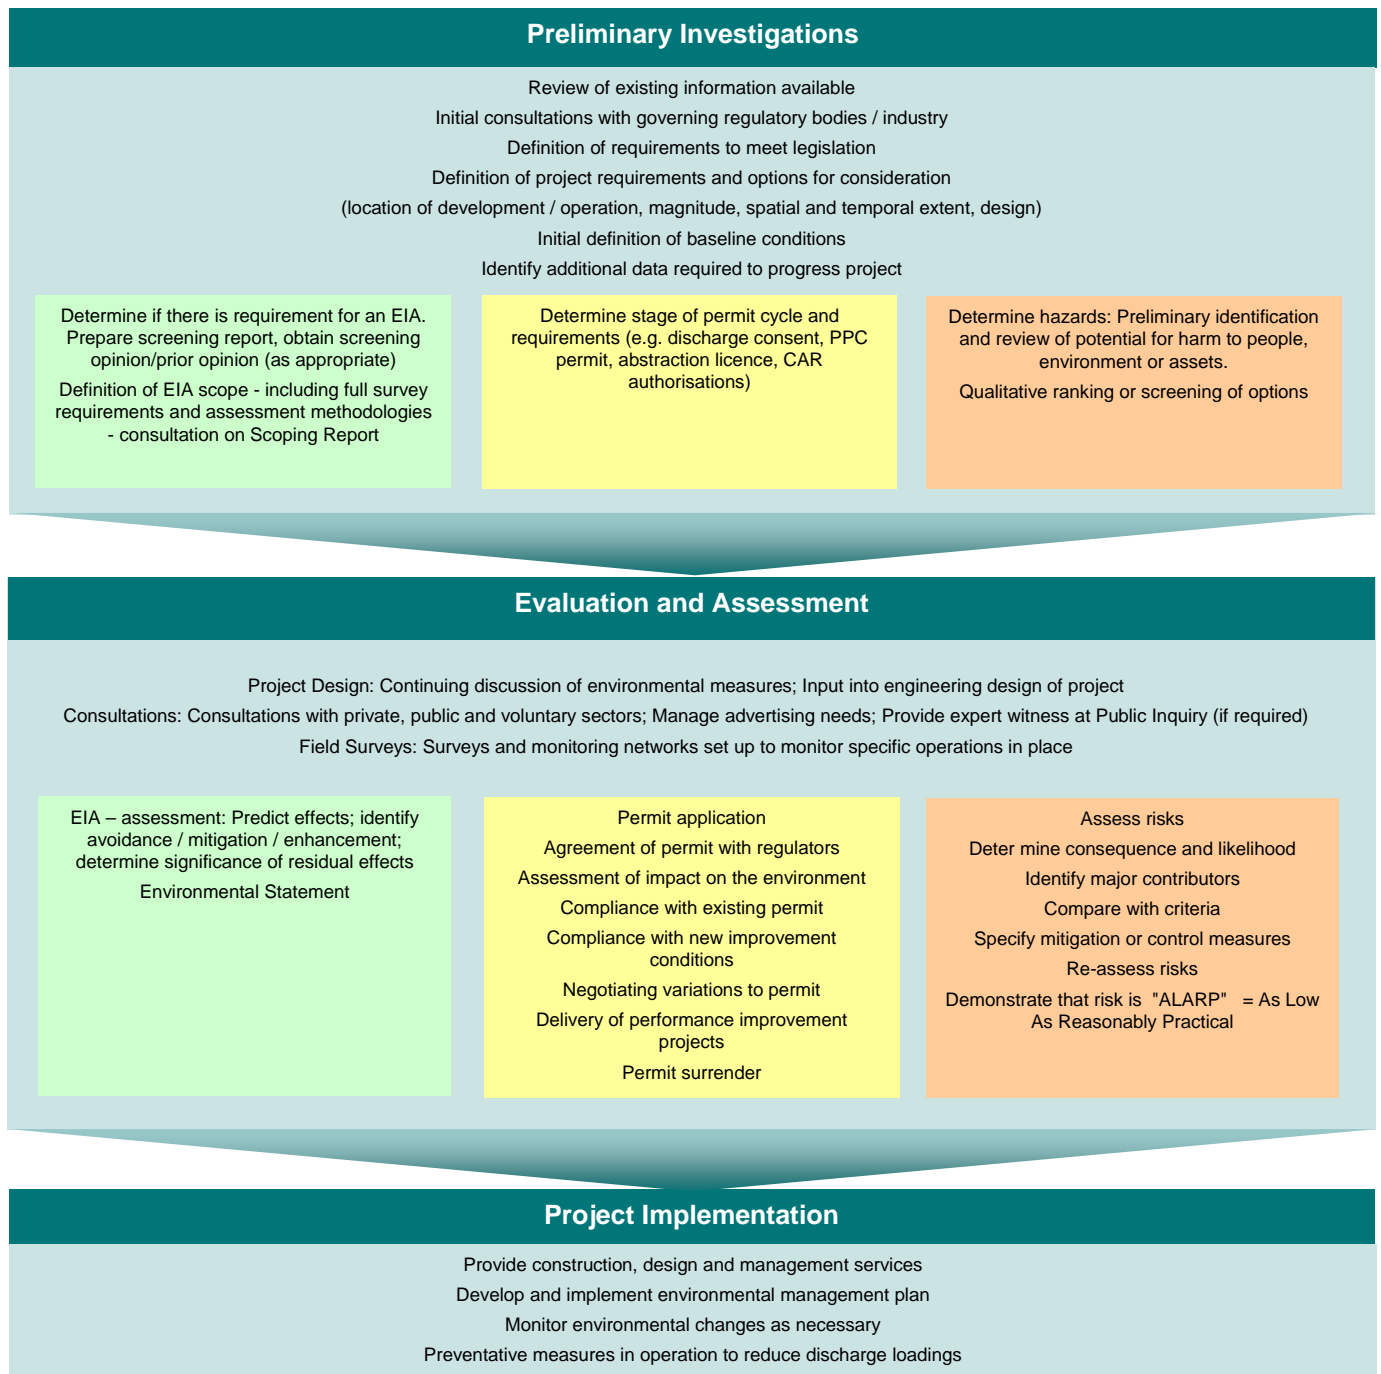 Preliminary Investigations
Review of existing information available
Initial consultations with governing regulatory bodies / industry
Definition of requirements to meet legislation
Definition of project requirements and options for consideration
(location of development / operation, magnitude, spatial and temporal extent, design)
Initial definition of baseline conditions
Identify additional data required to progress project
Determine if there is requirement for an EIA.
Prepare screening report, obtain screening
opinion/prior opinion (as appropriate)
Definition of EIA scope - including full survey
requirements and assessment methodologies
- consultation on Scoping Report
Determine stage of permit cycle and
requirements (e.g. discharge consent, PPC
permit, abstraction licence, CAR
authorisations)
Determine hazards: Preliminary identification
and review of potential for harm to people,
environment or assets.
Qualitative ranking or screening of options
Evaluation and Assessment
Project Design: Continuing discussion of environmental measures; Input into engineering design of project
Consultations: Consultations with private, public and voluntary sectors; Manage advertising needs; Provide expert witness at Public Inquiry (if required)
Field Surveys: Surveys and monitoring networks set up to monitor specific operations in place
EIA – assessment: Predict effects; identify
avoidance / mitigation / enhancement;
determine significance of residual effects
Environmental Statement
Permit application
Agreement of permit with regulators
Assessment of impact on the environment
Compliance with existing permit
Compliance with new improvement
conditions
Negotiating variations to permit
Delivery of performance improvement
projects
Permit surrender
Assess risks
Deter mine consequence and likelihood
Identify major contributors
Compare with criteria
Specify mitigation or control measures
Re-assess risks
Demonstrate that risk is "ALARP" = As Low
As Reasonably Practical
Project Implementation
Provide construction, design and management services
Develop and implement environmental management plan
Monitor environmental changes as necessary
Preventative measures in operation to reduce discharge loadings